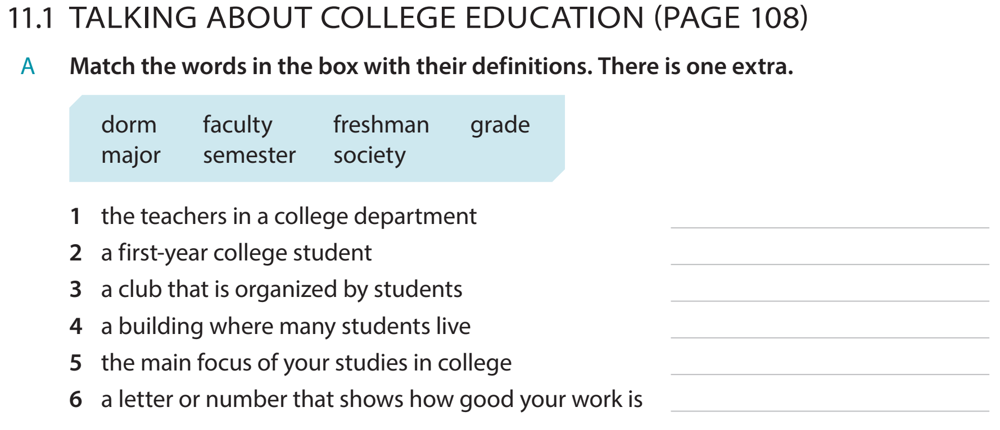 11.1 TALKING ABOUT COLLEGE EDUCATION (PAGE 108)
A Match the words in the box with their definitions. There is one extra.
dorm faculty freshman grade
major semester society
1 the teachers in a college department
2 a first-year college student
3 a club that is organized by students
4 a building where many students live
5 the main focus of your studies in college
6 a letter or number that shows how good your work is